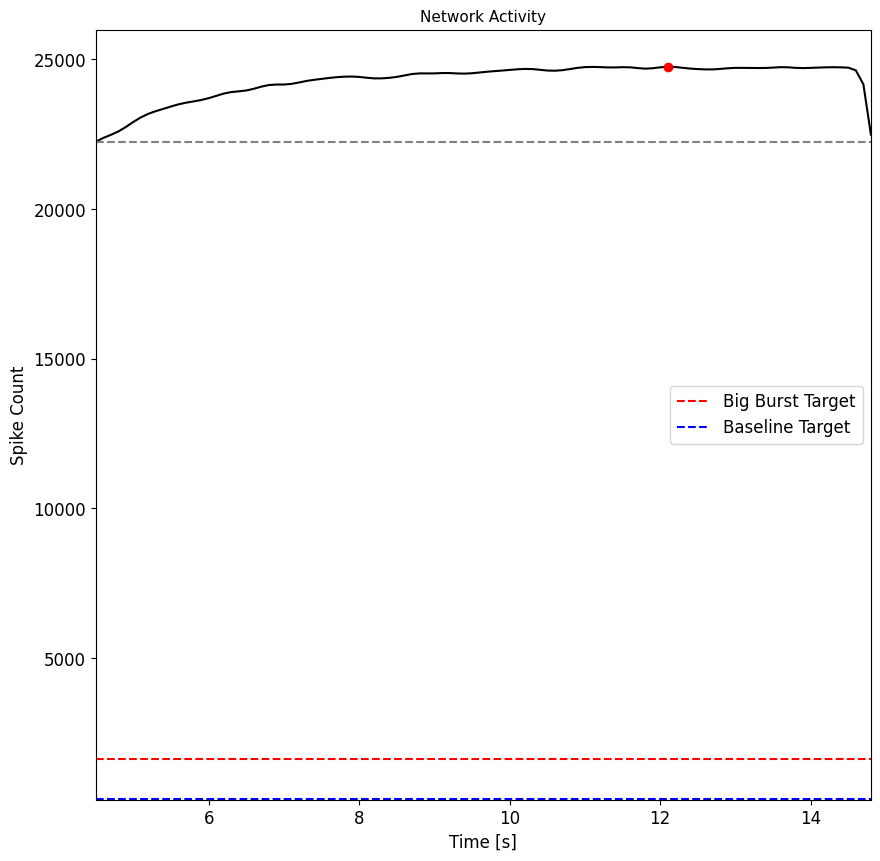 Network Activity
25000
20000
15000
10000
5000
Spike Count
Big Burst Target
Baseline Target
6 8 10 12 14
Time [s]